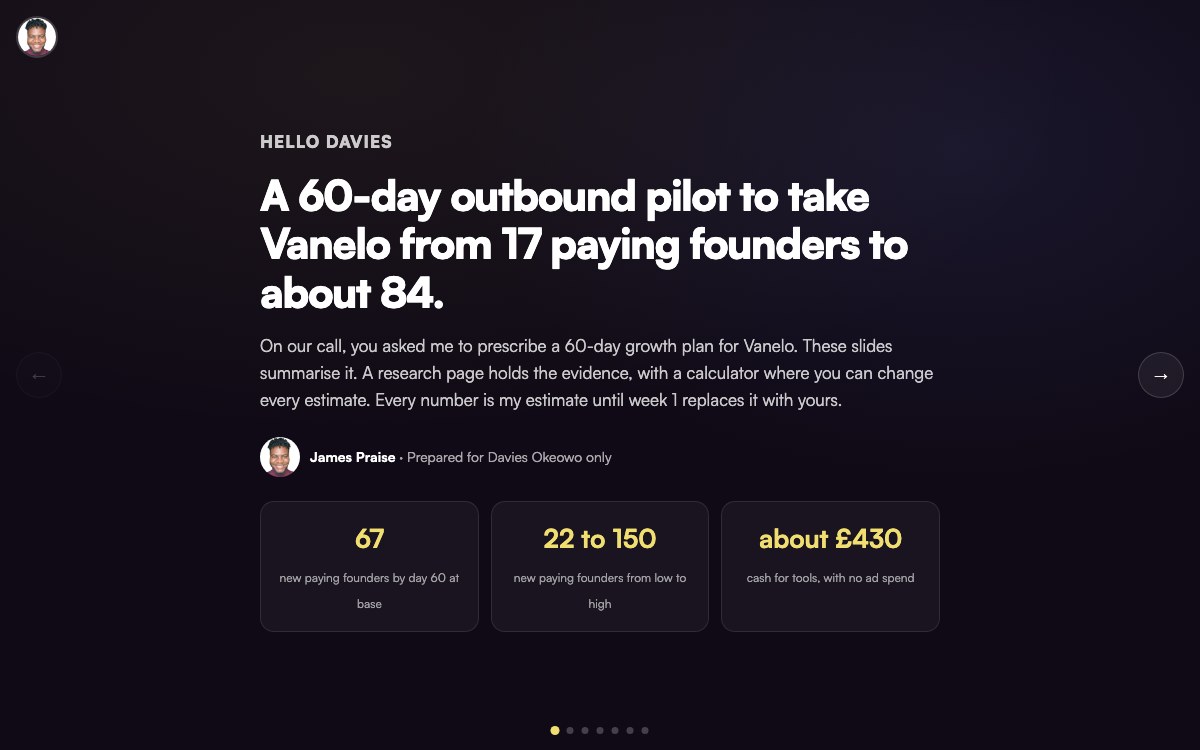 HELLO DAVIES
A 60-day outbound pilot to take
Vanelo from 17 paying founders to
about 84.
On our call, you asked me to prescribe a 60-day growth plan for Vanelo. These slides
summarise it. A research page holds the evidence, with a calculator where you can change
every estimate. Every number is my estimate until week 1 replaces it with yours.
James Praise · Prepared for Davies Okeowo only
67
new paying founders by day 60 at
base
22 to 150
new paying founders from low to
high
about £430
cash for tools, with no ad spend
←
→